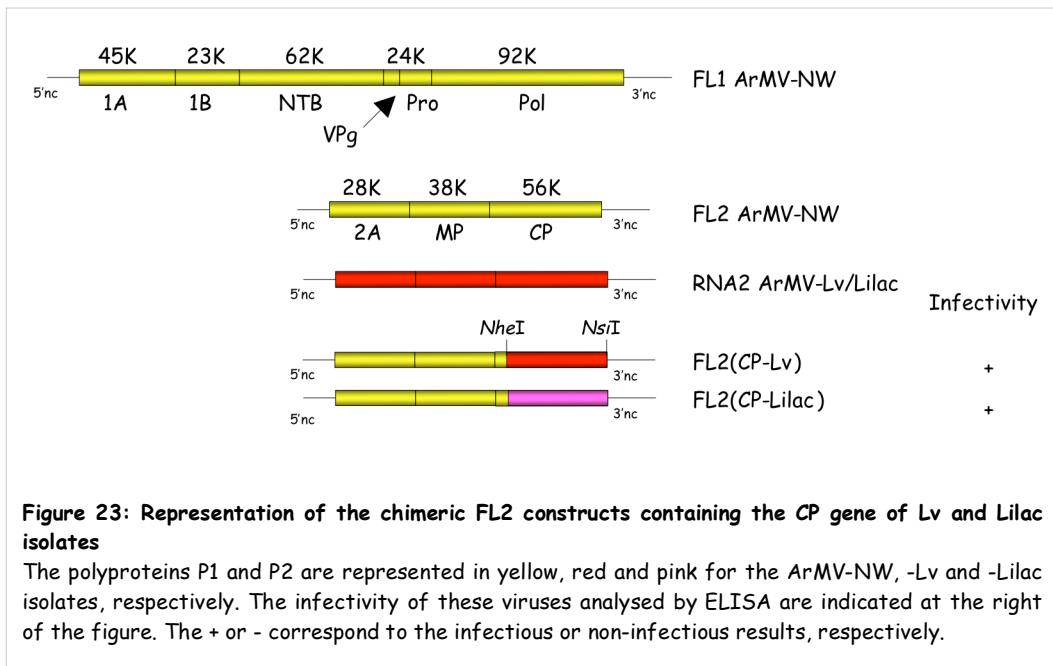 45K 23K 62K 24K 92K
5'nc 3'nc FL1 ArMV-NW
1A 1B NTB Pro Pol
VPg
28K 38K 56K
5'nc 3'nc FL2 ArMV-NW
2A MP CP
5'nc 3'nc RNA2 ArMV-Lv/Lilac
Infectivity
NheI NsiI
5'nc 3'nc FL2(CP-Lv) +
5'nc 3'nc FL2(CP-Lilac) +
Figure 23: Representation of the chimeric FL2 constructs containing the CP gene of Lv and Lilac
isolates
The polyproteins P1 and P2 are represented in yellow, red and pink for the ArMV-NW, -Lv and -Lilac
isolates, respectively. The infectivity of these viruses analysed by ELISA are indicated at the right
of the figure. The + or - correspond to the infectious or non-infectious results, respectively.